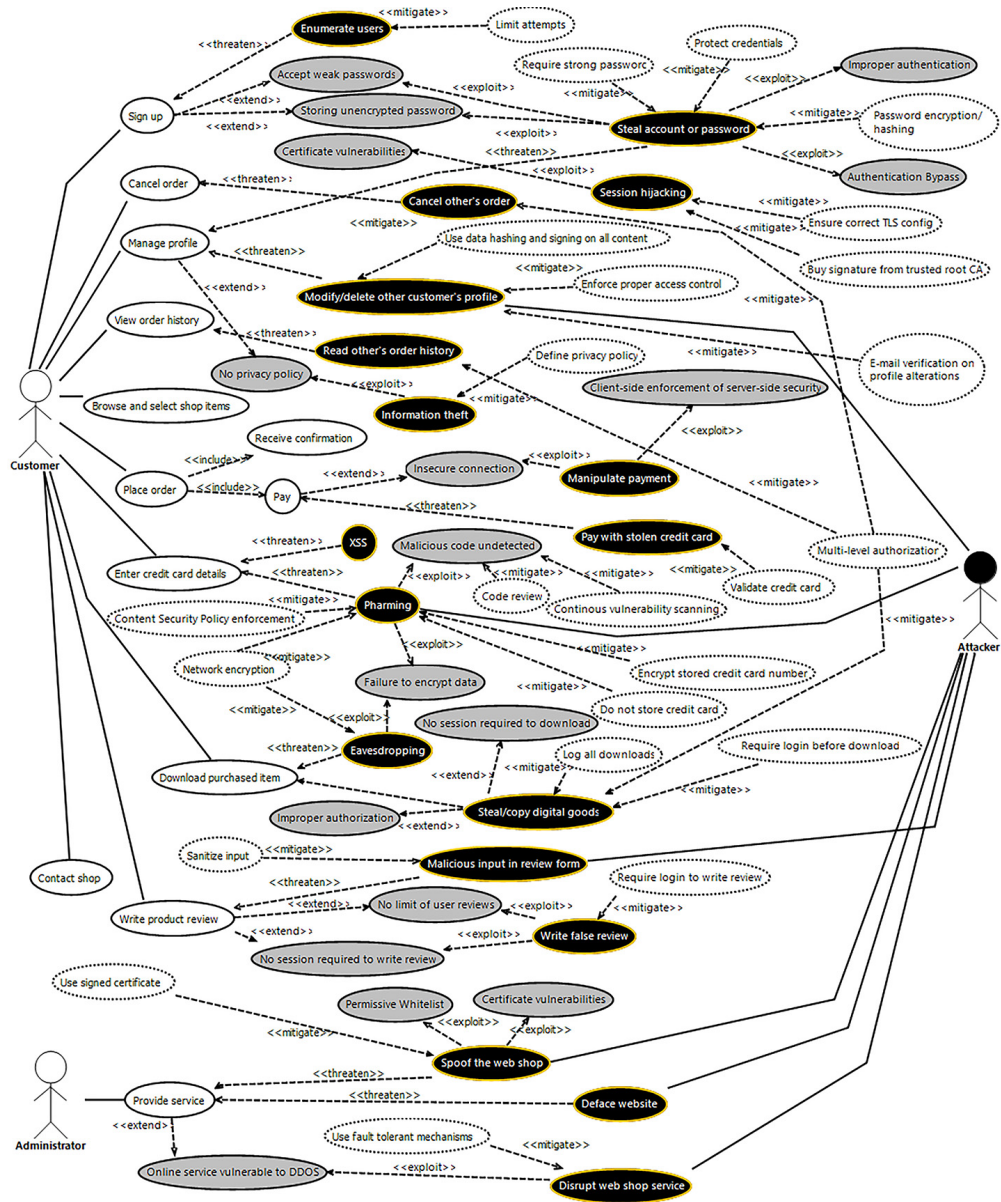 Enumerate users
<<mitigate>>
Limit attempts
<<threaten>>
Protect credentials
Require strong password
<<mitigate>>
Improper authentication
Accept weak passwords
<<exploit>>
<<mitigate>>
<<exploit>>
<<extend>>
Sign up
Storing unencrypted password
<<mitigate>>
Password encryption/
hashing
<<extend>>
Steal account or password
<<exploit>>
<<threaten>>
<<exploit>>
Certificate vulnerabilities
<<exploit>>
Authentication Bypass
Cancel order
<<threaten>>
Session hijacking
<<mitigate>>
Cancel other's order
Ensure correct TLS config
<<mitigate>>
<<mitigate>>
Manage profile
Use data hashing and signing on all content
<<threaten>>
Buy signature from trusted root CA
<<mitigate>>
<<mitigate>>
Enforce proper access control
<<extend>>
Modify/delete other customer's profile
View order history
<<threaten>>
Read other's order history
Define privacy policy
<<mitigate>>
E-mail verification on
profile alterations
No privacy policy
<<exploit>>
<<mitigate>>
Client-side enforcement of server-side security
Information theft
Browse and select shop items
<<exploit>>
Customer
Receive confirmation
<<include>>
<<exploit>>
<<extend>>
Insecure connection
Manipulate payment
<<mitigate>>
Place order
<<include>>
Pay
<<threaten>>
XSS
<<threaten>>
Malicious code undetected
Pay with stolen credit card
Multi-level authorization
<<mitigate>>
Enter credit card details
<<threaten>>
<<exploit>>
<<mitigate>>
<<mitigate>>
Validate credit card
Code review
<<mitigate>>
Pharming
Continous vulnerability scanning
Content Security Policy enforcement
<<mitigate>>
Attacker
<<exploit>>
Network encryption
<<mitigate>>
Encrypt stored credit card number
Failure to encrypt data
<<mitigate>>
<<mitigate>>
Do not store credit card
<<exploit>>
No session required to download
Eavesdropping
Log all downloads
Require login before download
<<threaten>>
Download purchased item
<<extend>>
<<mitigate>>
<<mitigate>>
Improper authorization
<<extend>>
Steal/copy digital goods
<<mitigate>>
Sanitize input
Malicious input in review form
Contact shop
<<threaten>>
Require login to write review
Write product review
<<extend>>
No limit of user reviews
<<exploit>>
<<mitigate>>
<<extend>>
<<exploit>>
Write false review
No session required to write review
Use signed certificate
Permissive Whitelist
Certificate vulnerabilities
<<exploit>>
<<mitigate>>
<<exploit>>
Spoof the web shop
<<threaten>>
Provide service
<<threaten>>
Deface website
Administrator
<<extend>>
Use fault tolerant mechanisms
<<mitigate>>
Online service vulnerable to DDOS
<<exploit>>
Disrupt web shop service